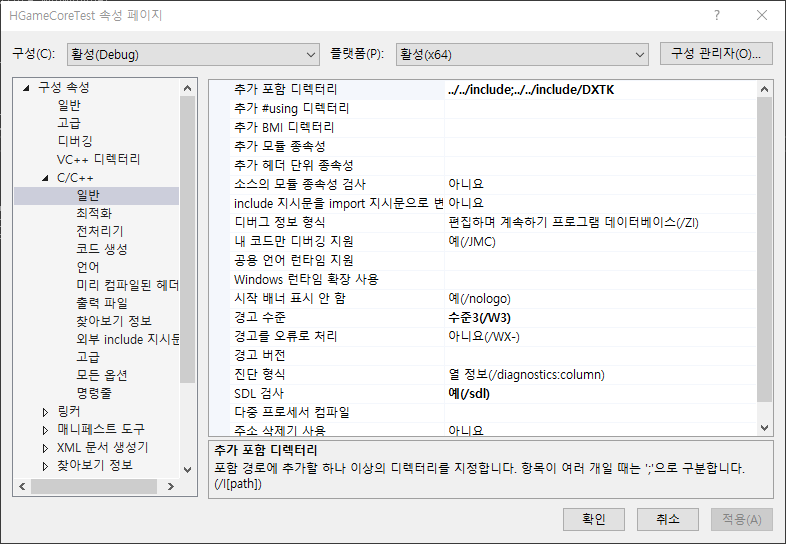 HGameCoreTest 속성 페이지
?
구성(C): 활성(Debug) 플랫폼(P): 활성(x64) 구성 관리자(O)...
구성 속성
일반
고급
디버깅
VC++ 디렉터리
C/C++
일반
최적화
전처리기
코드 생성
언어
미리 컴파일된 헤더
출력 파일
찾아보기 정보
외부 include 지시문
고급
모든 옵션
명령줄
링커
매니페스트 도구
XML 문서 생성기
찾아보기 정보
추가 포함 디렉터리 ../../include;../../include/DXTK
추가 #using 디렉터리
추가 BMI 디렉터리
추가 모듈 종속성
추가 헤더 단위 종속성
소스의 모듈 종속성 검사 아니요
include 지시문을 import 지시문으로 변 아니요
디버그 정보 형식 편집하며 계속하기 프로그램 데이터베이스(/ZI)
내 코드만 디버깅 지원 예(/JMC)
공용 언어 런타임 지원
Windows 런타임 확장 사용
시작 배너 표시 안 함 예(/nologo)
경고 수준 수준3(/W3)
경고를 오류로 처리 아니요(/WX-)
경고 버전
진단 형식 열 정보(/diagnostics:column)
SDL 검사 예(/sdl)
다중 프로세서 컴파일
주소 삭제기 사용 아니요
추가 포함 디렉터리
포함 경로에 추가할 하나 이상의 디렉터리를 지정합니다. 항목이 여러 개일 때는 ';'으로 구분합니다.
(/I[path])
확인 취소 적용(A)